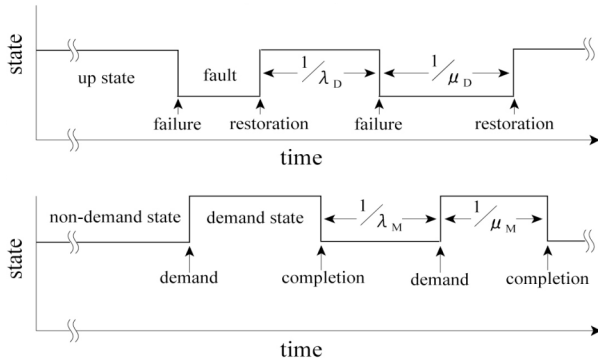 state
up state
fault
1/λD
1/μD
failure
restoration
failure
restoration
time
state
non-demand state
demand state
1/λM
1/μM
demand
completion
demand
completion
time